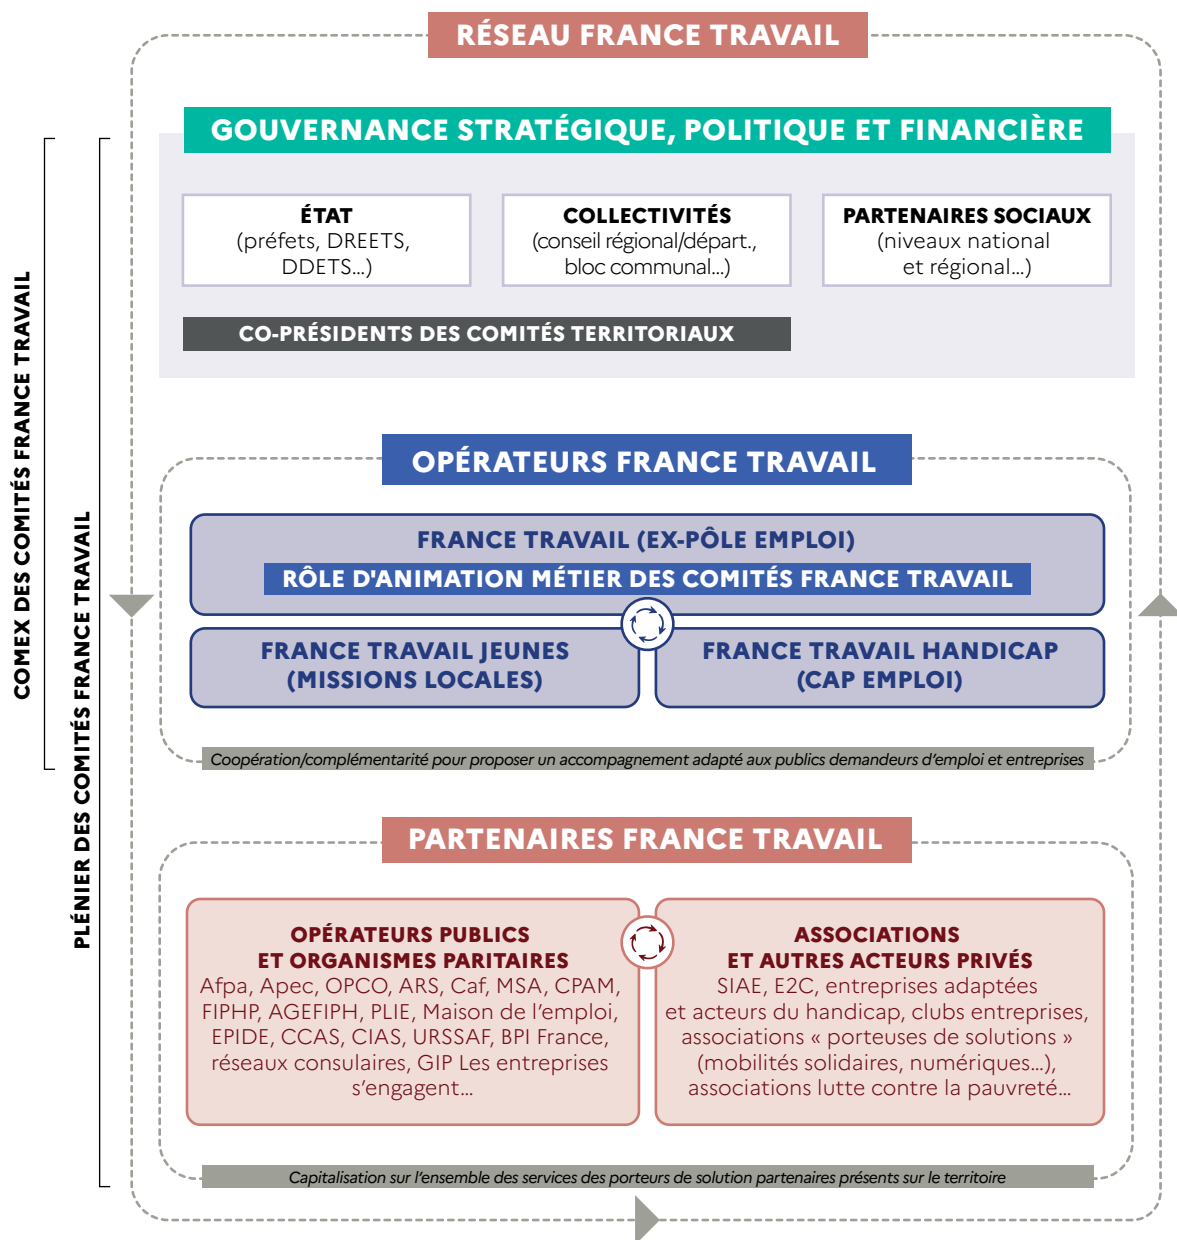 RÉSEAU FRANCE TRAVAIL
GOUVERNANCE STRATÉGIQUE, POLITIQUE ET FINANCIÈRE
ÉTAT
(préfets, DREETS,
DDETS...)
COLLECTIVITÉS
(conseil régional/départ.,
bloc communal...)
PARTENAIRES SOCIAUX
(niveaux national
et régional...)
CO-PRÉSIDENTS DES COMITÉS TERRITORIAUX
COMEX DES COMITÉS FRANCE TRAVAIL
PLÉNIER DES COMITÉS FRANCE TRAVAIL
OPÉRATEURS FRANCE TRAVAIL
FRANCE TRAVAIL (EX-PÔLE EMPLOI)
RÔLE D'ANIMATION MÉTIER DES COMITÉS FRANCE TRAVAIL
FRANCE TRAVAIL JEUNES
(MISSIONS LOCALES)
FRANCE TRAVAIL HANDICAP
(CAP EMPLOI)
Coopération/complémentarité pour proposer un accompagnement adapté aux publics demandeurs d'emploi et entreprises
PARTENAIRES FRANCE TRAVAIL
OPÉRATEURS PUBLICS
ET ORGANISMES PARITAIRES
Afpa, Apec, OPCO, ARS, Caf, MSA, CPAM,
FIPHP, AGEFIPH, PLIE, Maison de l'emploi,
EPIDE, CCAS, CIAS, URSSAF, BPI France,
réseaux consulaires, GIP Les entreprises
s'engagent...
ASSOCIATIONS
ET AUTRES ACTEURS PRIVÉS
SIAE, E2C, entreprises adaptées
et acteurs du handicap, clubs entreprises,
associations « porteuses de solutions »
(mobilités solidaires, numériques...),
associations lutte contre la pauvreté...
Capitalisation sur l'ensemble des services des porteurs de solution partenaires présents sur le territoire